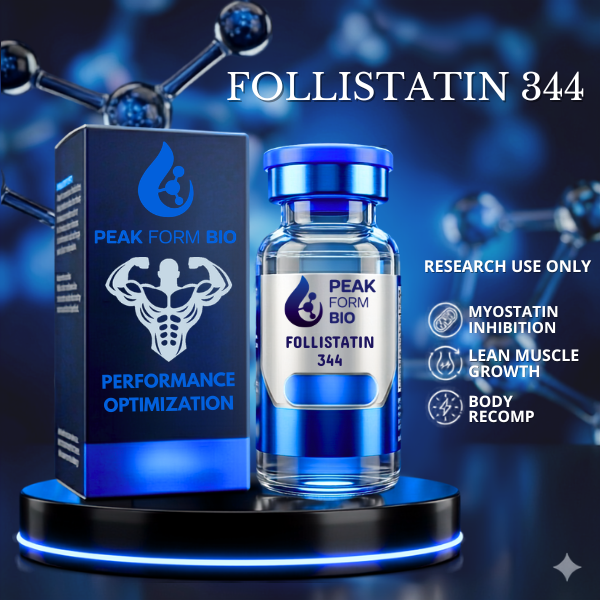 FOLLISTATIN 344
PEAK FORM BIO
PERFORMANCE
OPTIMIZATION
PEAK
FORM
BIO
FOLLISTATIN
344
RESEARCH USE ONLY
MYOSTATIN
INHIBITION
LEAN MUSCLE
GROWTH
BODY
RECOMP